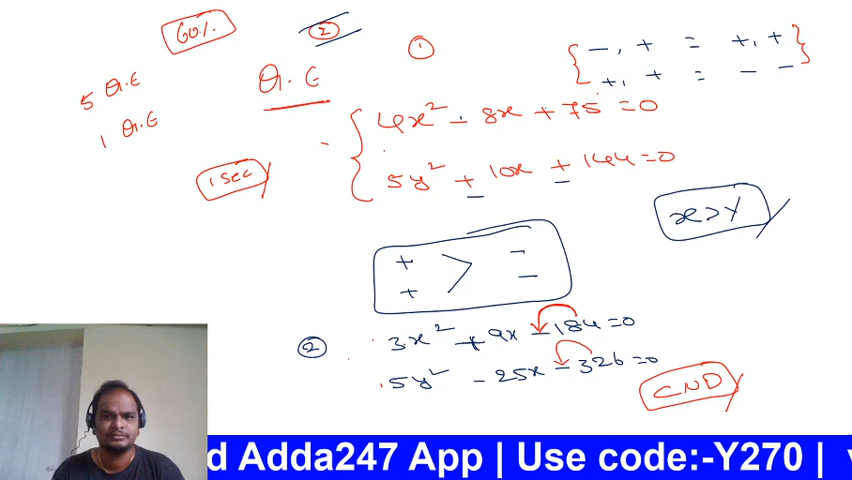 60%
2
1
5 Q.E
Q.E
1 Q.E
-, + = +, +
+, + = - -
4x² - 8x + 75 = 0
5y² + 10x + 144 = 0
1 sec
x>y
+ > -
+ -
2 3x² + 9x - 184 = 0
5y² - 25x - 326 = 0
CND
d Adda247 App | Use code:-Y270 |